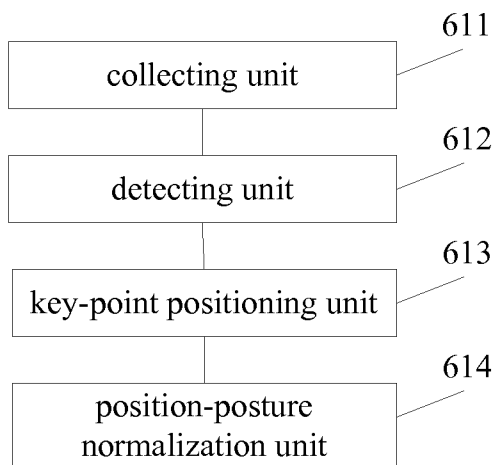 611
collecting unit
612
detecting unit
613
key-point positioning unit
614
position-posture
normalization unit